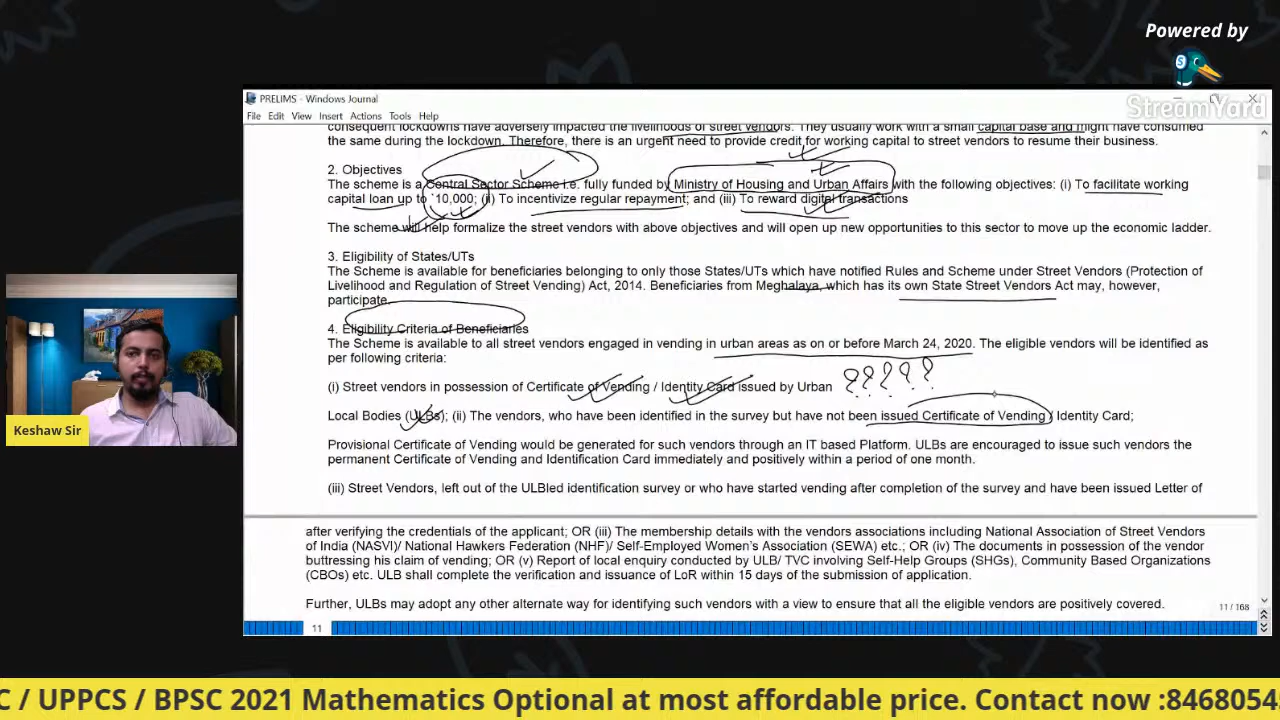 Powered by
S
StreamYard
PRELIMS - Windows Journal
File Edit View Insert Actions Tools Help
consequent lockdowns have adversely impacted the livelihoods of street vendors. They usually work with a small capital base and might have consumed
the same during the lockdown. Therefore, there is an urgent need to provide credit for working capital to street vendors to resume their business.
2. Objectives
The scheme is a Central Sector Scheme i.e. fully funded by Ministry of Housing and Urban Affairs with the following objectives: (i) To facilitate working
capital loan up to `10,000; (ii) To incentivize regular repayment; and (iii) To reward digital transactions
The scheme will help formalize the street vendors with above objectives and will open up new opportunities to this sector to move up the economic ladder.
3. Eligibility of States/UTs
The Scheme is available for beneficiaries belonging to only those States/UTs which have notified Rules and Scheme under Street Vendors (Protection of
Livelihood and Regulation of Street Vending) Act, 2014. Beneficiaries from Meghalaya, which has its own State Street Vendors Act may, however,
participate.
4. Eligibility Criteria of Beneficiaries
The Scheme is available to all street vendors engaged in vending in urban areas as on or before March 24, 2020. The eligible vendors will be identified as
per following criteria:
(i) Street vendors in possession of Certificate of Vending / Identity Card issued by Urban ?????
Local Bodies (ULBs); (ii) The vendors, who have been identified in the survey but have not been issued Certificate of Vending / Identity Card;
Provisional Certificate of Vending would be generated for such vendors through an IT based Platform. ULBs are encouraged to issue such vendors the
permanent Certificate of Vending and Identification Card immediately and positively within a period of one month.
(iii) Street Vendors, left out of the ULBled identification survey or who have started vending after completion of the survey and have been issued Letter of
after verifying the credentials of the applicant; OR (iii) The membership details with the vendors associations including National Association of Street Vendors
of India (NASVI)/ National Hawkers Federation (NHF)/ Self-Employed Women's Association (SEWA) etc.; OR (iv) The documents in possession of the vendor
buttressing his claim of vending; OR (v) Report of local enquiry conducted by ULB/ TVC involving Self-Help Groups (SHGs), Community Based Organizations
(CBOs) etc. ULB shall complete the verification and issuance of LoR within 15 days of the submission of application.
Further, ULBs may adopt any other alternate way for identifying such vendors with a view to ensure that all the eligible vendors are positively covered.
11 / 168
11
Keshaw Sir
C / UPPCS / BPSC 2021 Mathematics Optional at most affordable price. Contact now :8468054